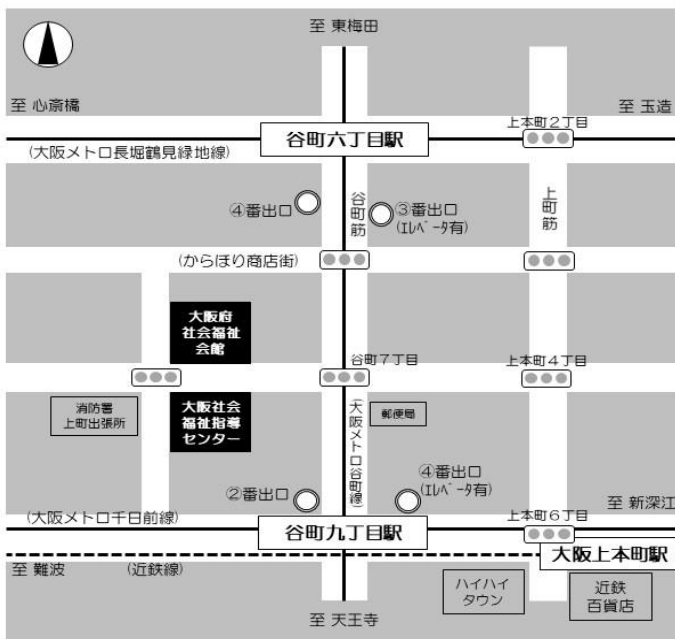 至 東梅田
至 心斎橋
至 玉造
上本町2丁目
谷町六丁目駅
(大阪メトロ長堀鶴見緑地線)
④番出口
谷町筋
③番出口
(ｴﾚﾍﾞｰﾀ有)
上町筋
(からほり商店街)
大阪府
社会福祉
会館
谷町7丁目
上本町4丁目
消防署
上町出張所
大阪社会
福祉指導
センター
(大阪メトロ谷町線)
郵便局
②番出口
④番出口
(ｴﾚﾍﾞｰﾀ有)
至 新深江
(大阪メトロ千日前線)
上本町6丁目
谷町九丁目駅
大阪上本町駅
至 難波
(近鉄線)
ハイハイ
タウン
近鉄
百貨店
至 天王寺